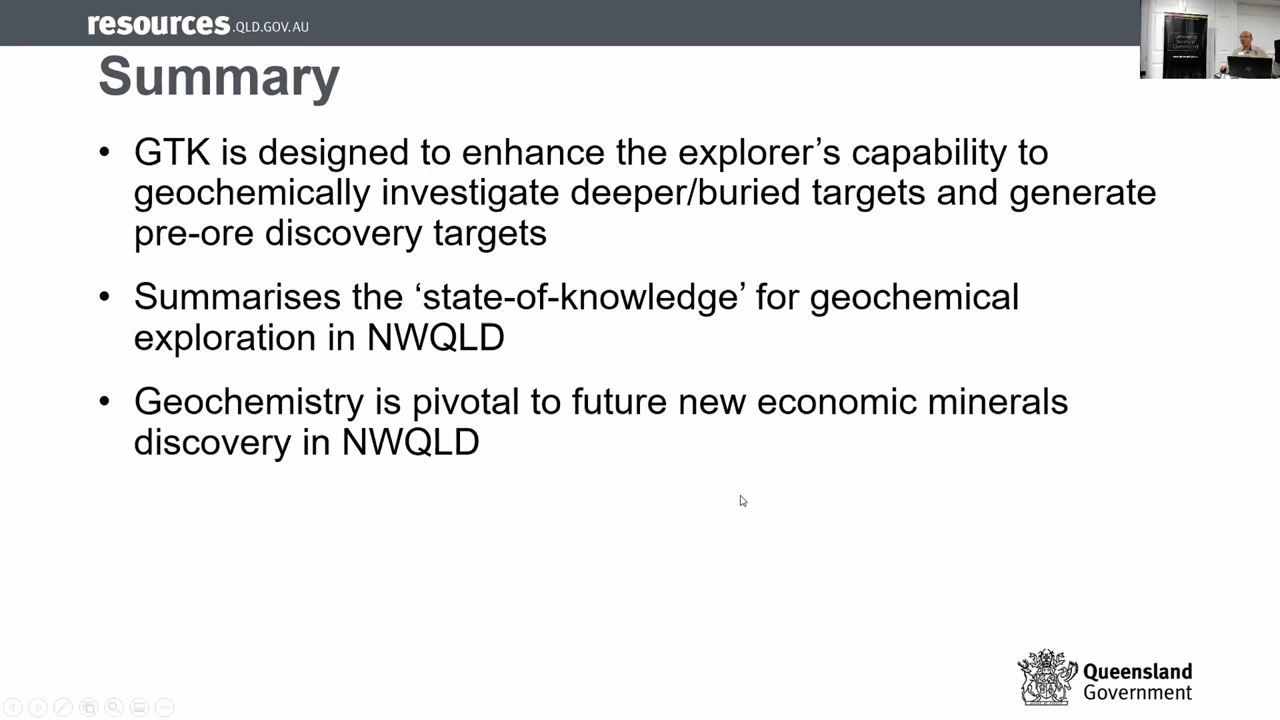 resources.QLD.GOV.AU
Summary
• GTK is designed to enhance the explorer’s capability to
geochemically investigate deeper/buried targets and generate
pre-ore discovery targets
• Summarises the ‘state-of-knowledge’ for geochemical
exploration in NWQLD
• Geochemistry is pivotal to future new economic minerals
discovery in NWQLD
Queensland
Government